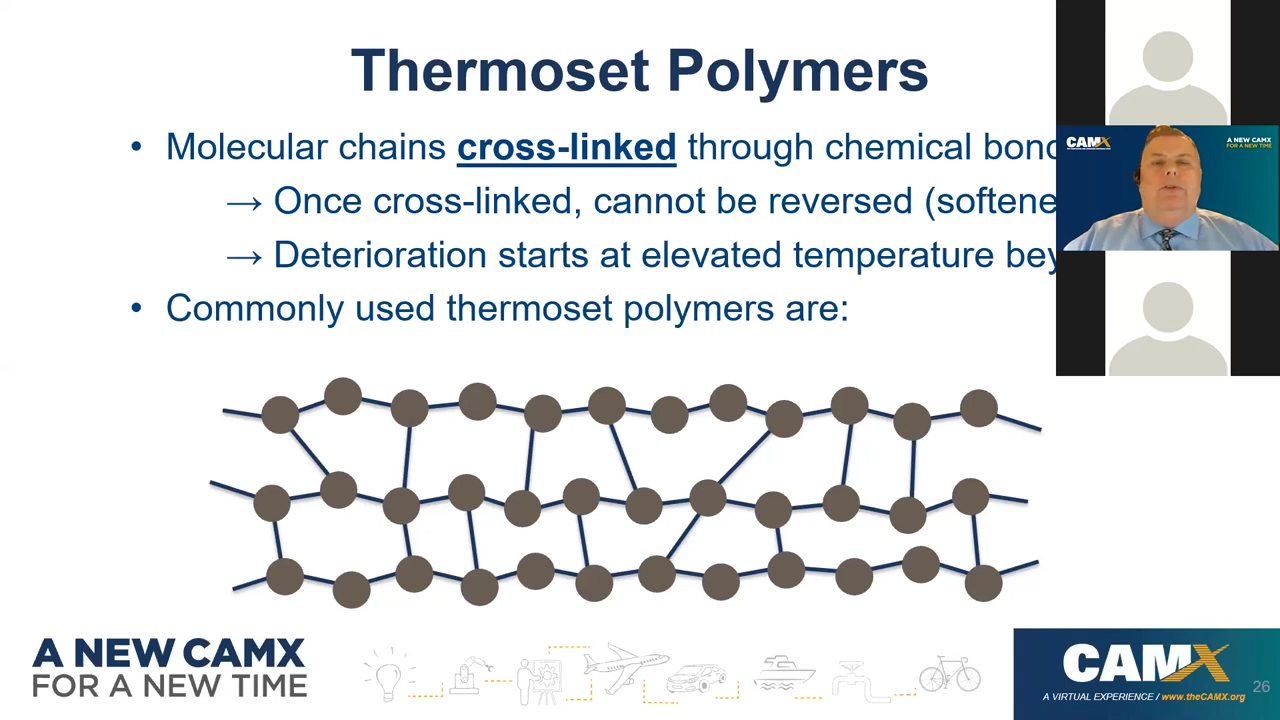 Thermoset Polymers
• Molecular chains cross-linked through chemical bond
→ Once cross-linked, cannot be reversed (softene
→ Deterioration starts at elevated temperature bey
• Commonly used thermoset polymers are:
CAMX
A NEW CAMX
FOR A NEW TIME
A NEW CAMX
FOR A NEW TIME
CAMX
A VIRTUAL EXPERIENCE / www.theCAMX.org
26